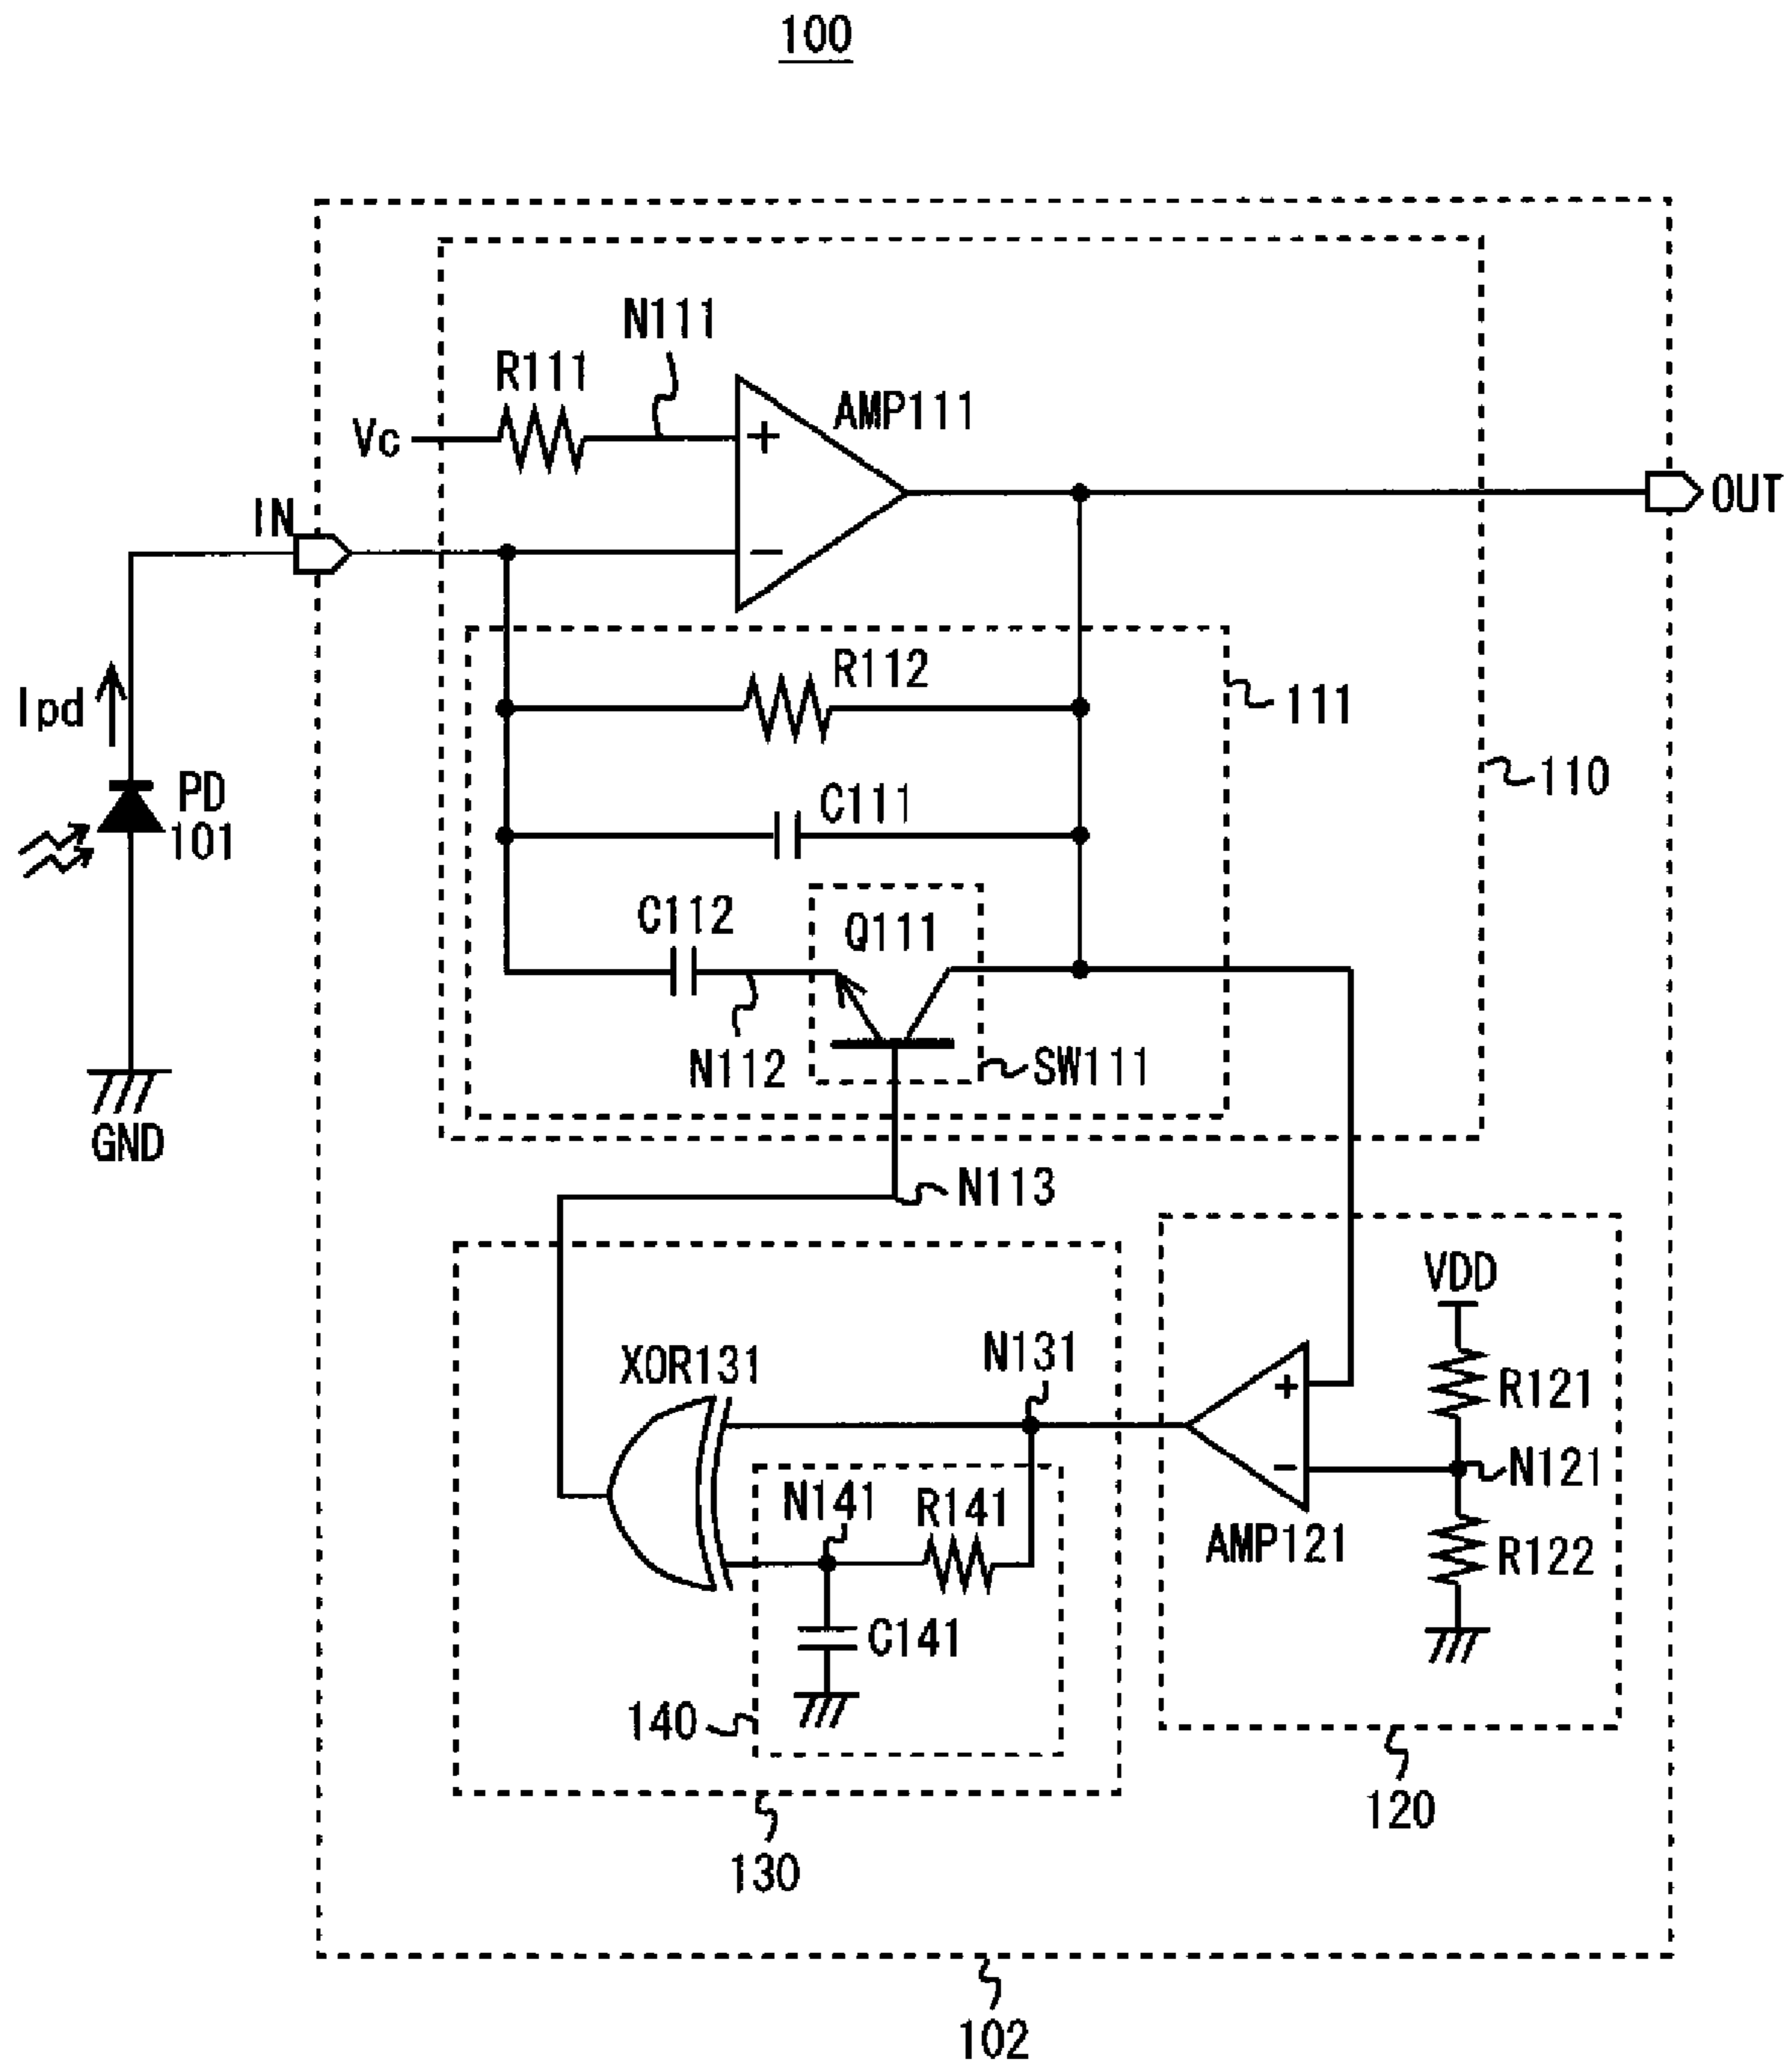 100
N111
R111
AMP111
Vc
+
−
IN
OUT
R112
111
Ipd
110
PD
101
C111
C112
Q111
N112
SW111
GND
N113
VDD
XOR131
N131
+
R121
−
N121
N141
R141
AMP121
R122
C141
140
120
130
102